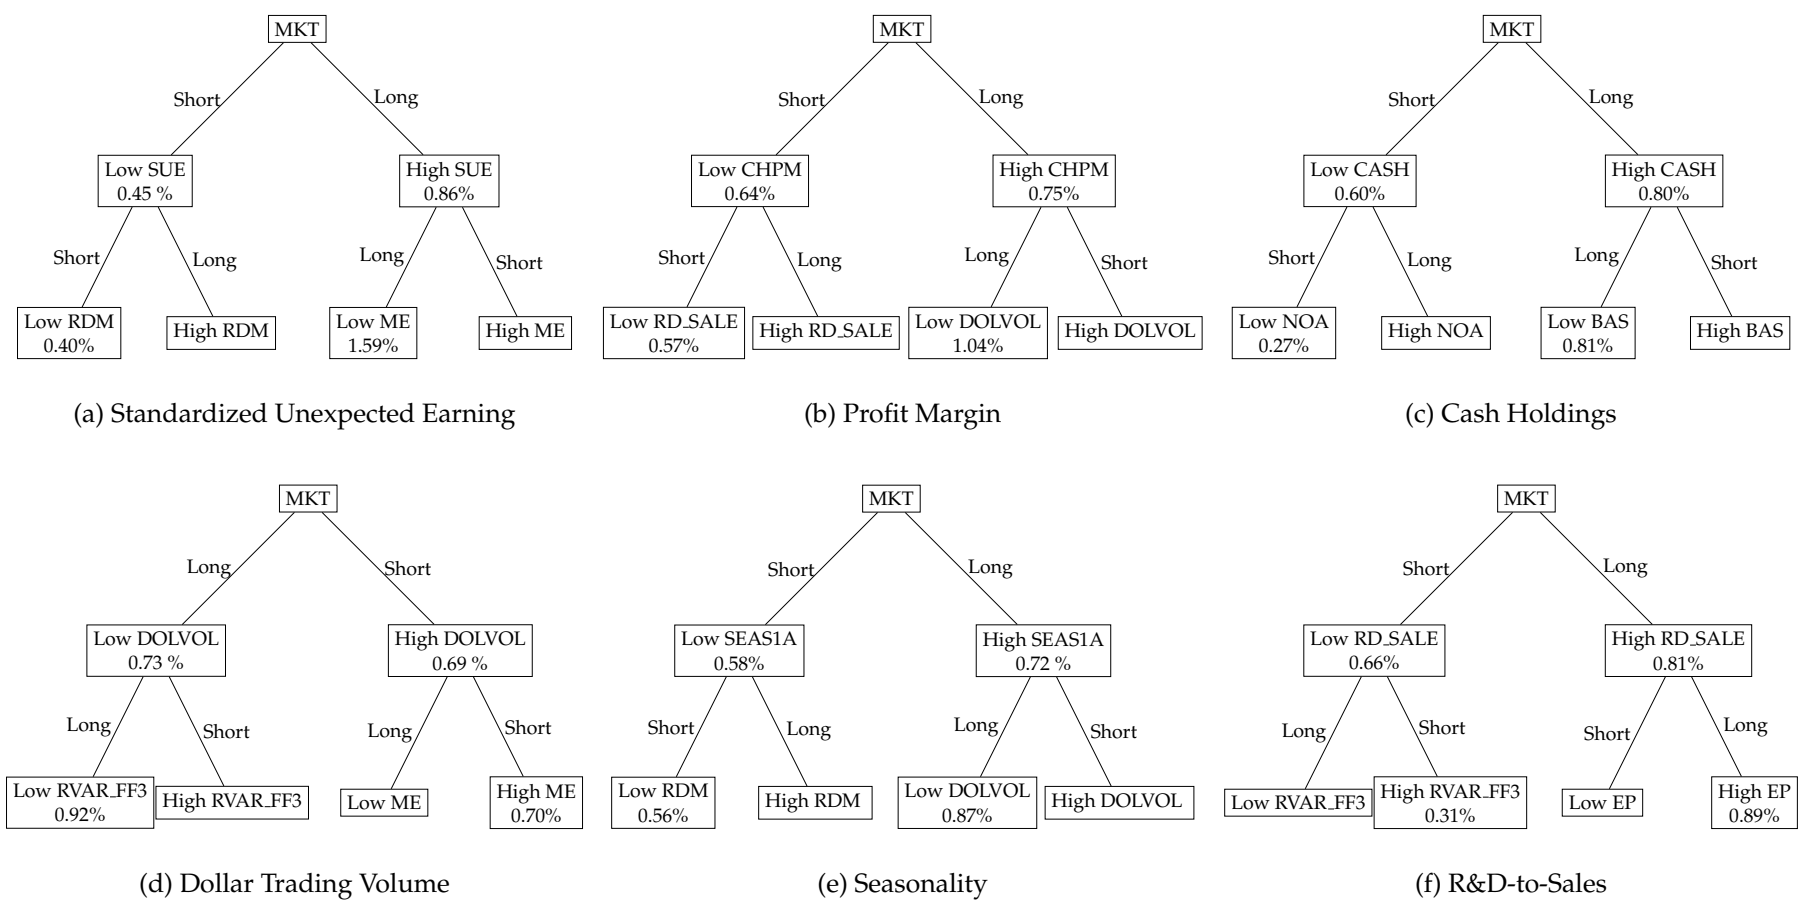 MKT
Short
Long
Low SUE
0.45 %
High SUE
0.86%
Short
Long
Long
Short
Low RDM
0.40%
High RDM
Low ME
1.59%
High ME
(a) Standardized Unexpected Earning
MKT
Short
Long
Low CHPM
0.64%
High CHPM
0.75%
Short
Long
Long
Short
Low RD_SALE
0.57%
High RD_SALE
Low DOLVOL
1.04%
High DOLVOL
(b) Profit Margin
MKT
Short
Long
Low CASH
0.60%
High CASH
0.80%
Short
Long
Long
Short
Low NOA
0.27%
High NOA
Low BAS
0.81%
High BAS
(c) Cash Holdings
MKT
Long
Short
Low DOLVOL
0.73 %
High DOLVOL
0.69 %
Long
Short
Long
Short
Low RVAR_FF3
0.92%
High RVAR_FF3
Low ME
High ME
0.70%
(d) Dollar Trading Volume
MKT
Short
Long
Low SEAS1A
0.58%
High SEAS1A
0.72 %
Short
Long
Long
Short
Low RDM
0.56%
High RDM
Low DOLVOL
0.87%
High DOLVOL
(e) Seasonality
MKT
Short
Long
Low RD_SALE
0.66%
High RD_SALE
0.81%
Long
Short
Short
Long
Low RVAR_FF3
High RVAR_FF3
0.31%
Low EP
High EP
0.89%
(f) R&D-to-Sales